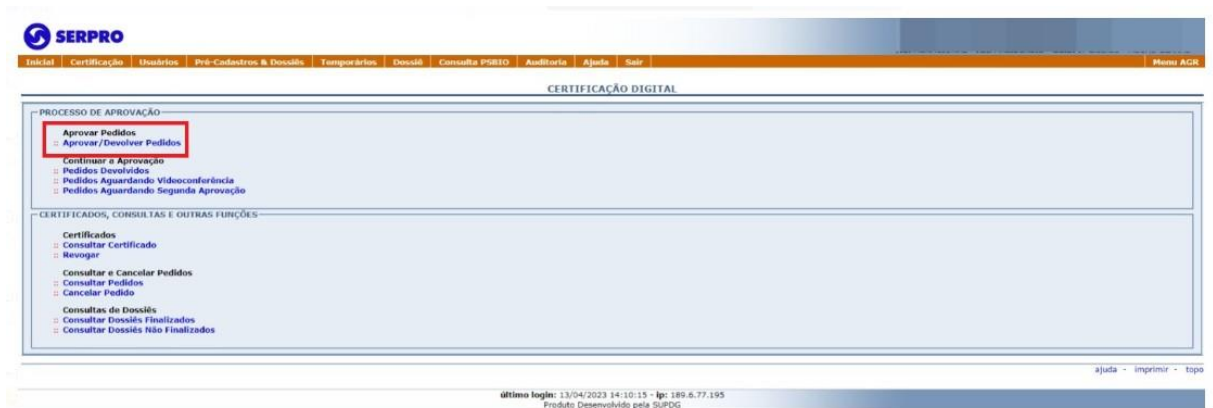 SERPRO
Inicial Certificação Usuários Pré-Cadastros & Dossiês Temporários Dossiê Consulta PSBIO Auditoria Ajuda Sair Menu AGR
CERTIFICAÇÃO DIGITAL
PROCESSO DE APROVAÇÃO
Aprovar Pedidos
:: Aprovar/Devolver Pedidos
Continuar a Aprovação
:: Pedidos Devolvidos
:: Pedidos Aguardando Videoconferência
:: Pedidos Aguardando Segunda Aprovação
CERTIFICADOS, CONSULTAS E OUTRAS FUNÇÕES
Certificados
:: Consultar Certificado
:: Revogar
Consultar e Cancelar Pedidos
:: Consultar Pedidos
:: Cancelar Pedido
Consultas de Dossiês
:: Consultar Dossiês Finalizados
:: Consultar Dossiês Não Finalizados
ajuda - imprimir - topo
último login: 13/04/2023 14:10:15 - ip: 189.6.77.195
Produto Desenvolvido pela SUPDG